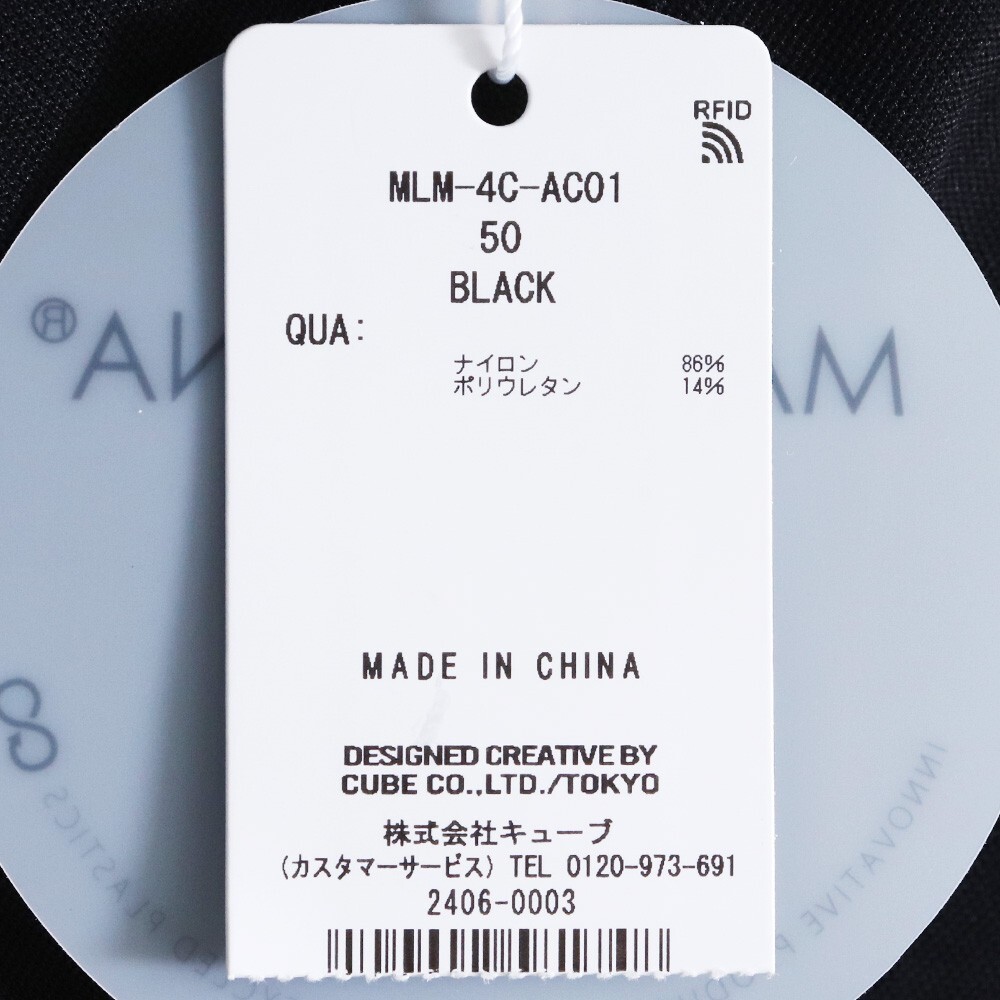 RFID
MLM-4C-AC01
50
BLACK
QUA:
ナイロン 86%
ポリウレタン 14%
MADE IN CHINA
DESIGNED CREATIVE BY
CUBE CO.,LTD./TOKYO
株式会社キューブ
(カスタマーサービス) TEL 0120-973-691
2406-0003
INNOVATIVE
PLASTICS